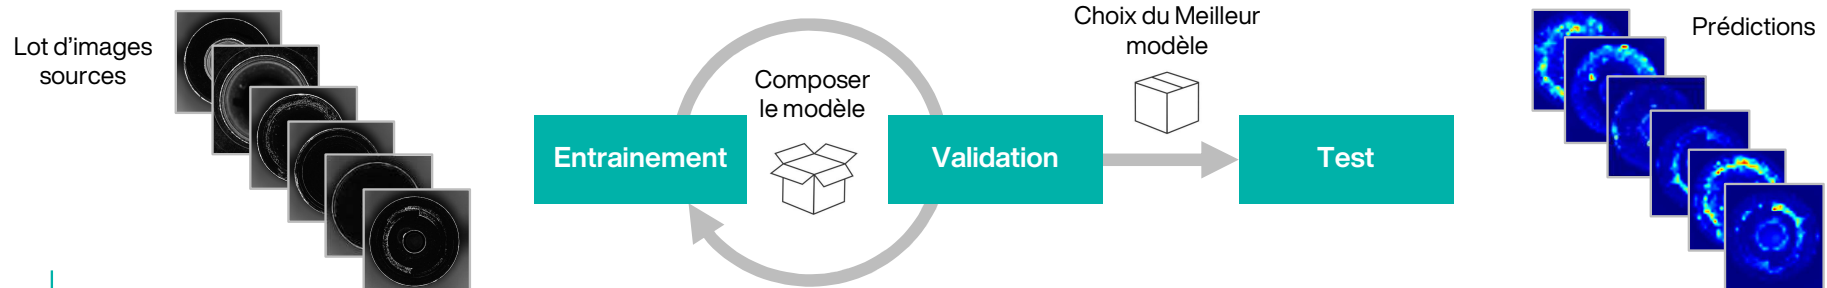 Lot d'images
sources
Composer
le modèle
Entrainement
Validation
Choix du Meilleur
modèle
Test
Prédictions